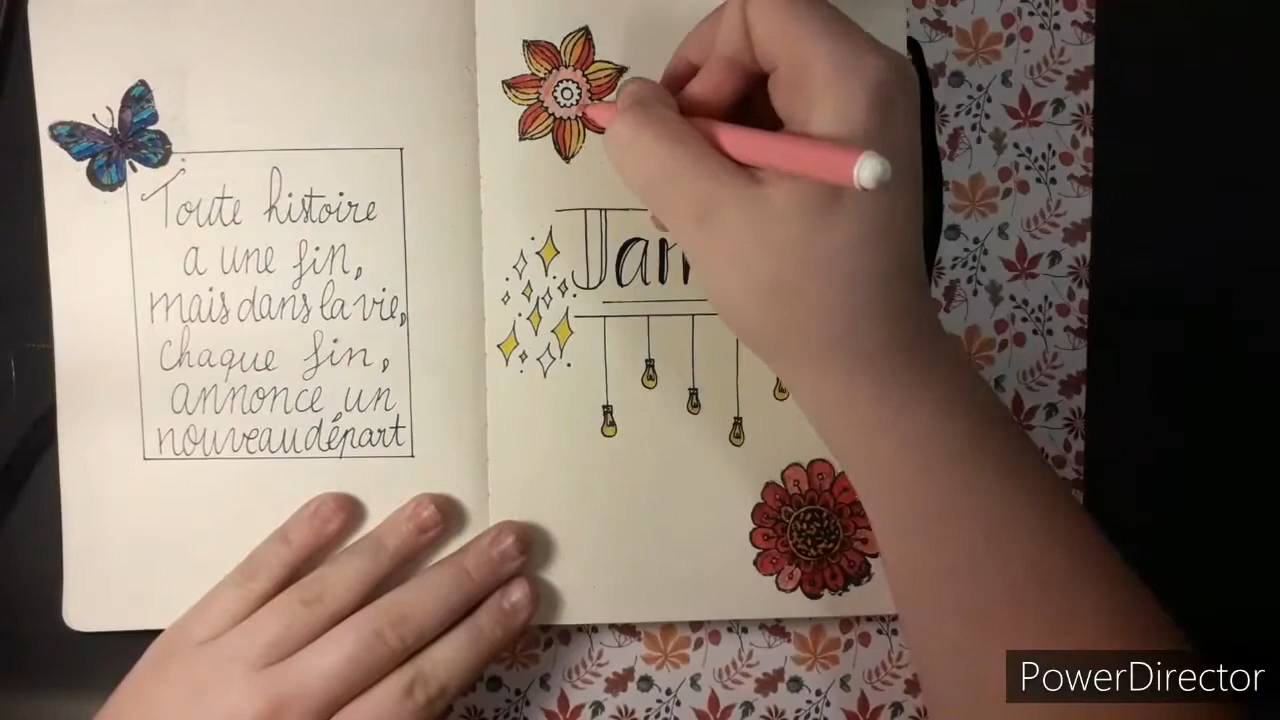 Toute histoire
a une fin,
mais dans la vie,
chaque fin,
annonce un
nouveau départ
Jan
PowerDirector